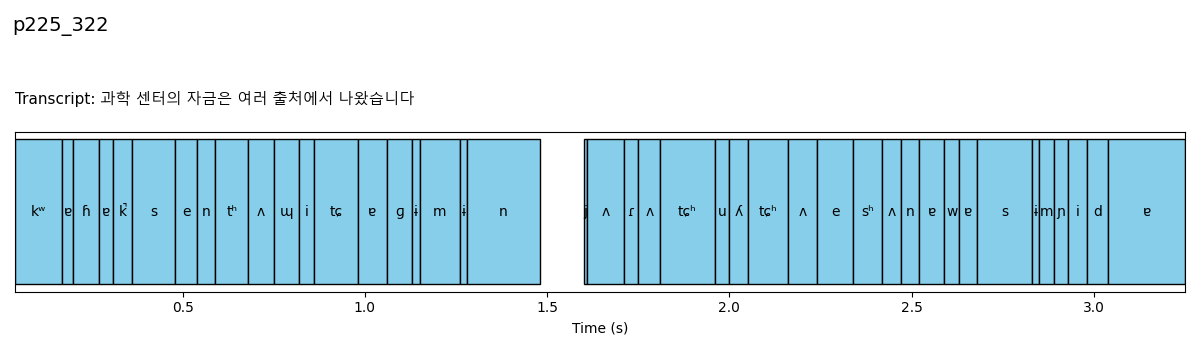 p225_322
Transcript: 과학 센터의 자금은 여러 출처에서 나왔습니다
kʷ ɐ ɦ ɐ k̚ s e n tʰ ʌ ɰ i tɕ ɐ ɡ ɨ m ɨ n j ʌ ɾ ʌ tɕʰ u ʎ tɕʰ ʌ e sʰ ʌ n ɐ w ɐ s ɨ m ɲ i d ɐ
0.5 1.0 1.5 2.0 2.5 3.0
Time (s)